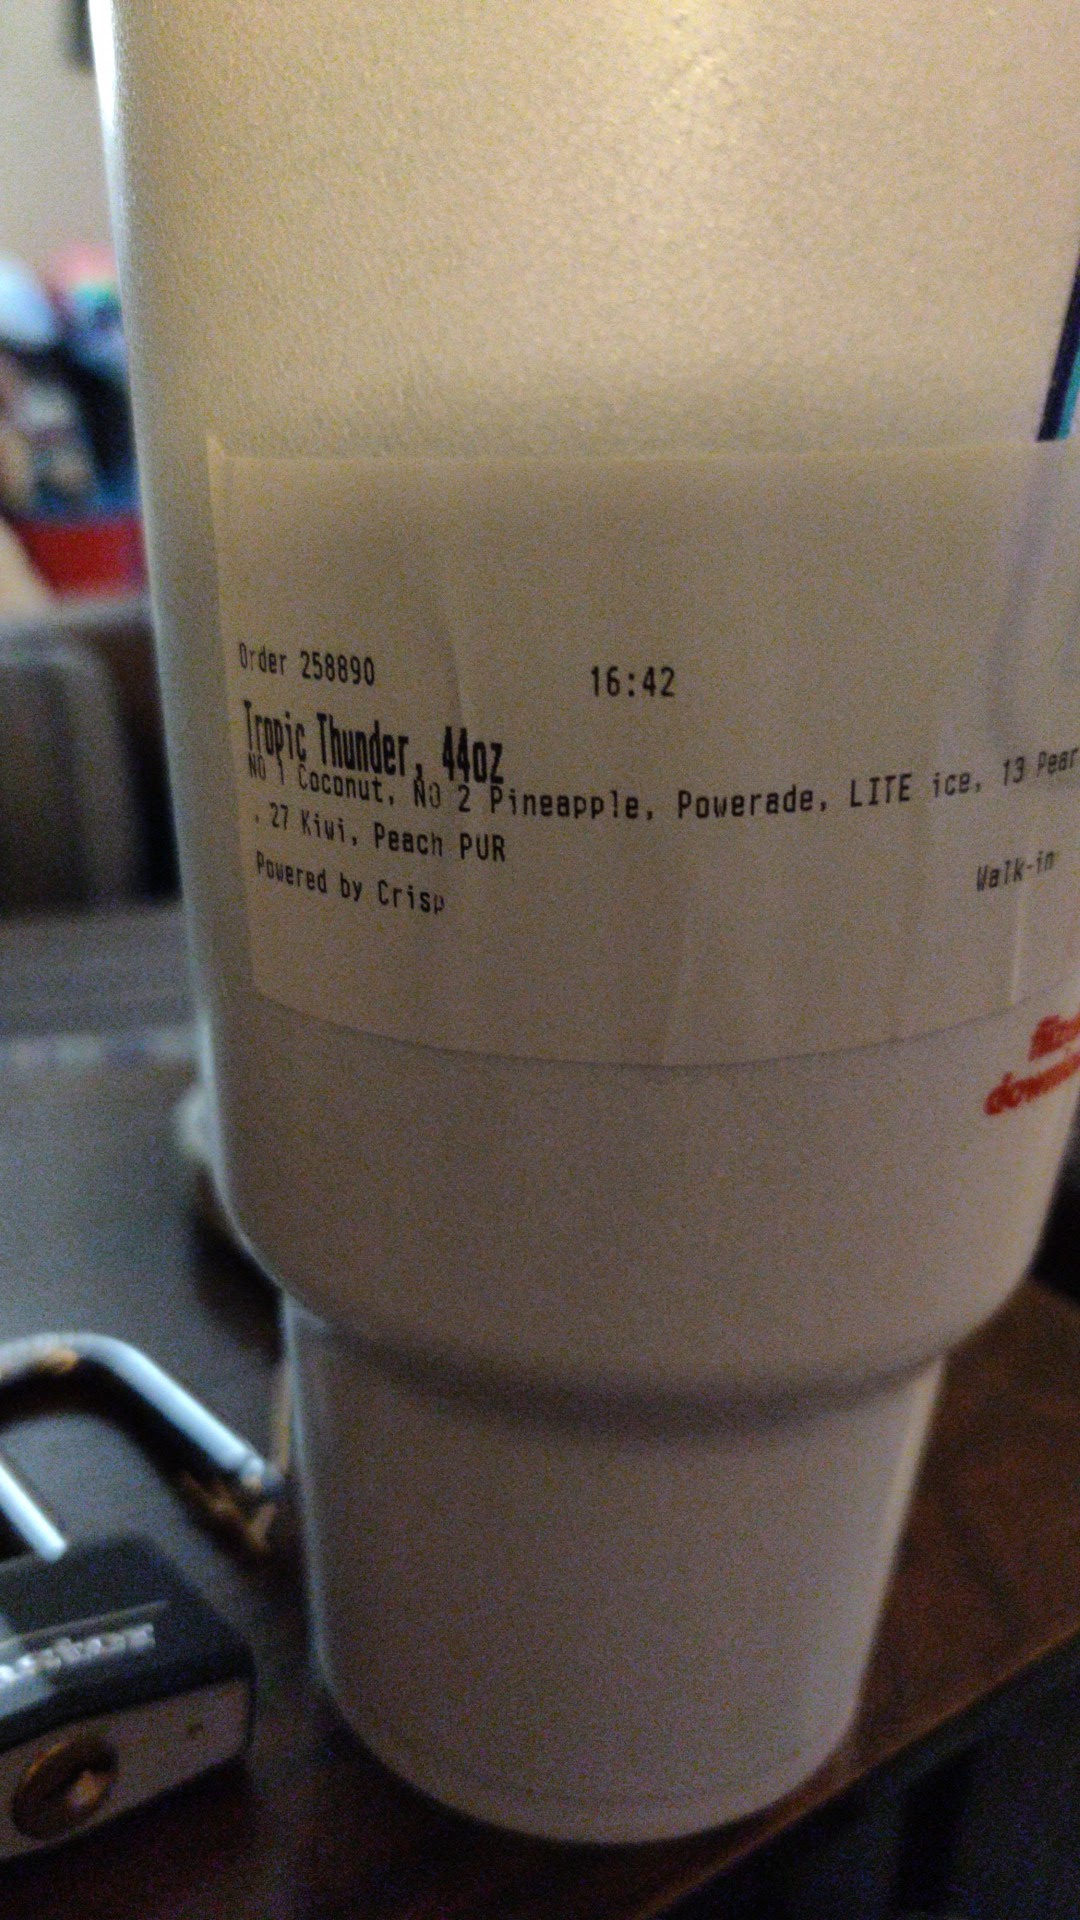 Order 258890 16:42
Tropic Thunder, 44oz
NO 1 Coconut, NO 2 Pineapple, Powerade, LITE ice, 13 Pear
, 27 Kiwi, Peach PUR
Powered by Crisp Walk-in